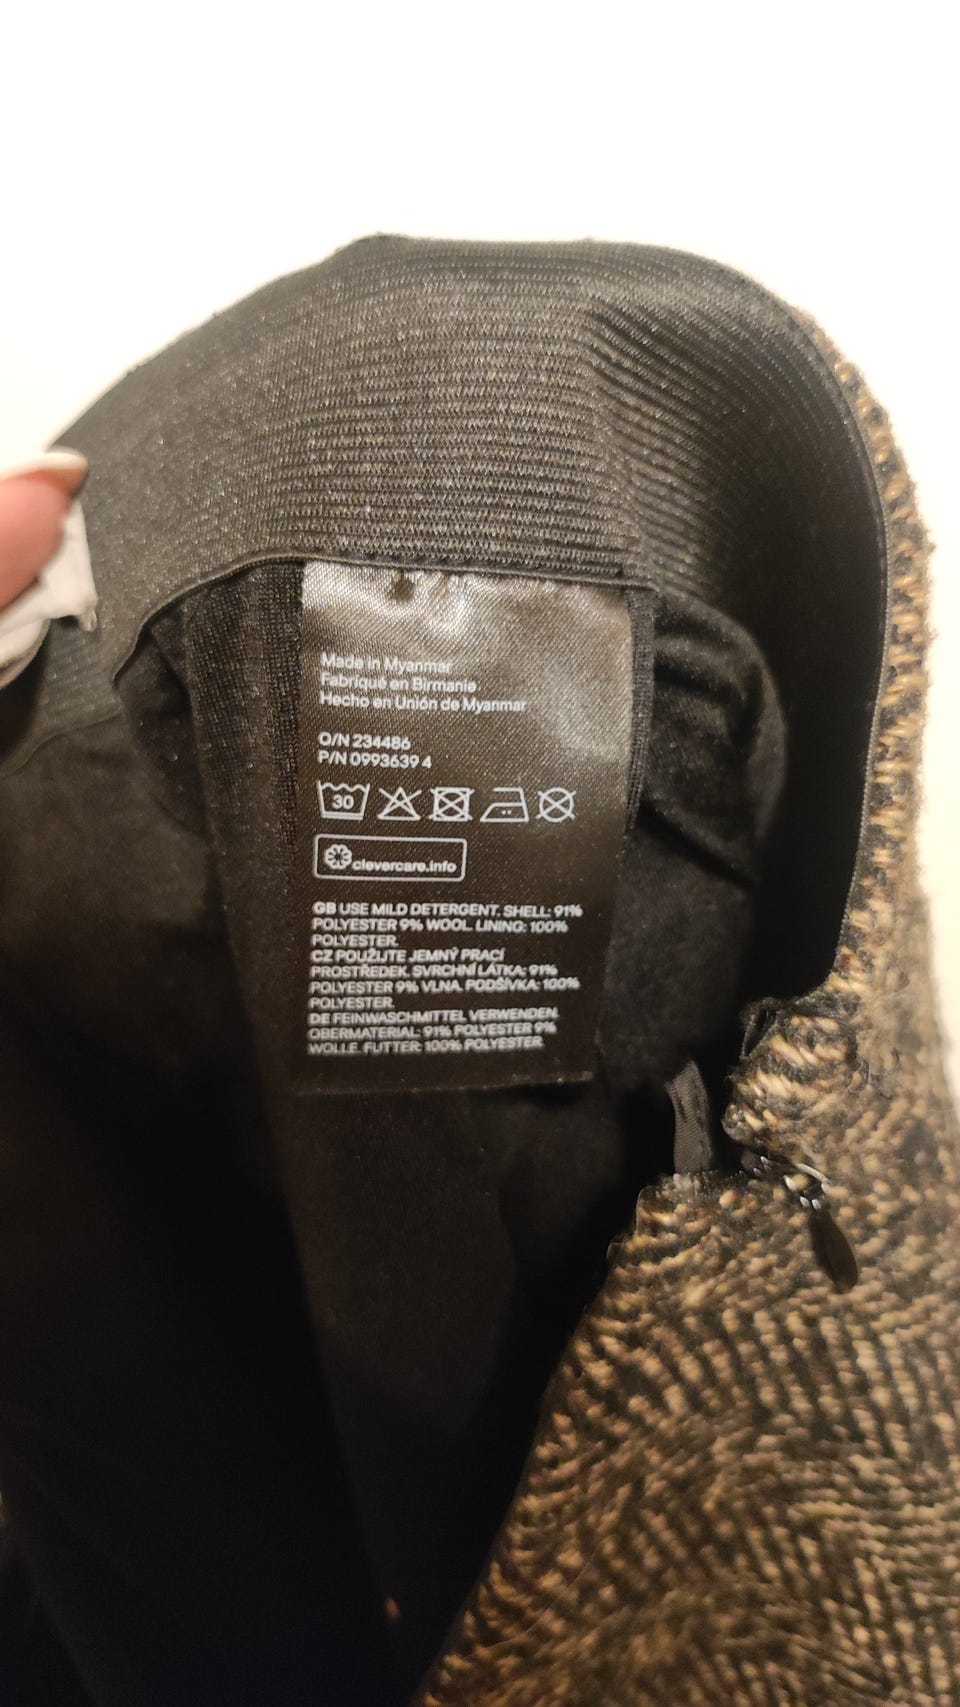 Made in Myanmar
Fabriqué en Birmanie
Hecho en Unión de Myanmar
O/N 234486
P/N 0993639 4
30
clevercare.info
GB USE MILD DETERGENT. SHELL: 91%
POLYESTER 9% WOOL. LINING: 100%
POLYESTER.
CZ POUŽIJTE JEMNÝ PRACÍ
PROSTŘEDEK. SVRCHNÍ LÁTKA: 91%
POLYESTER 9% VLNA. PODŠÍVKA: 100%
POLYESTER.
DE FEINWASCHMITTEL VERWENDEN.
OBERMATERIAL: 91% POLYESTER 9%
WOLLE. FUTTER: 100% POLYESTER.